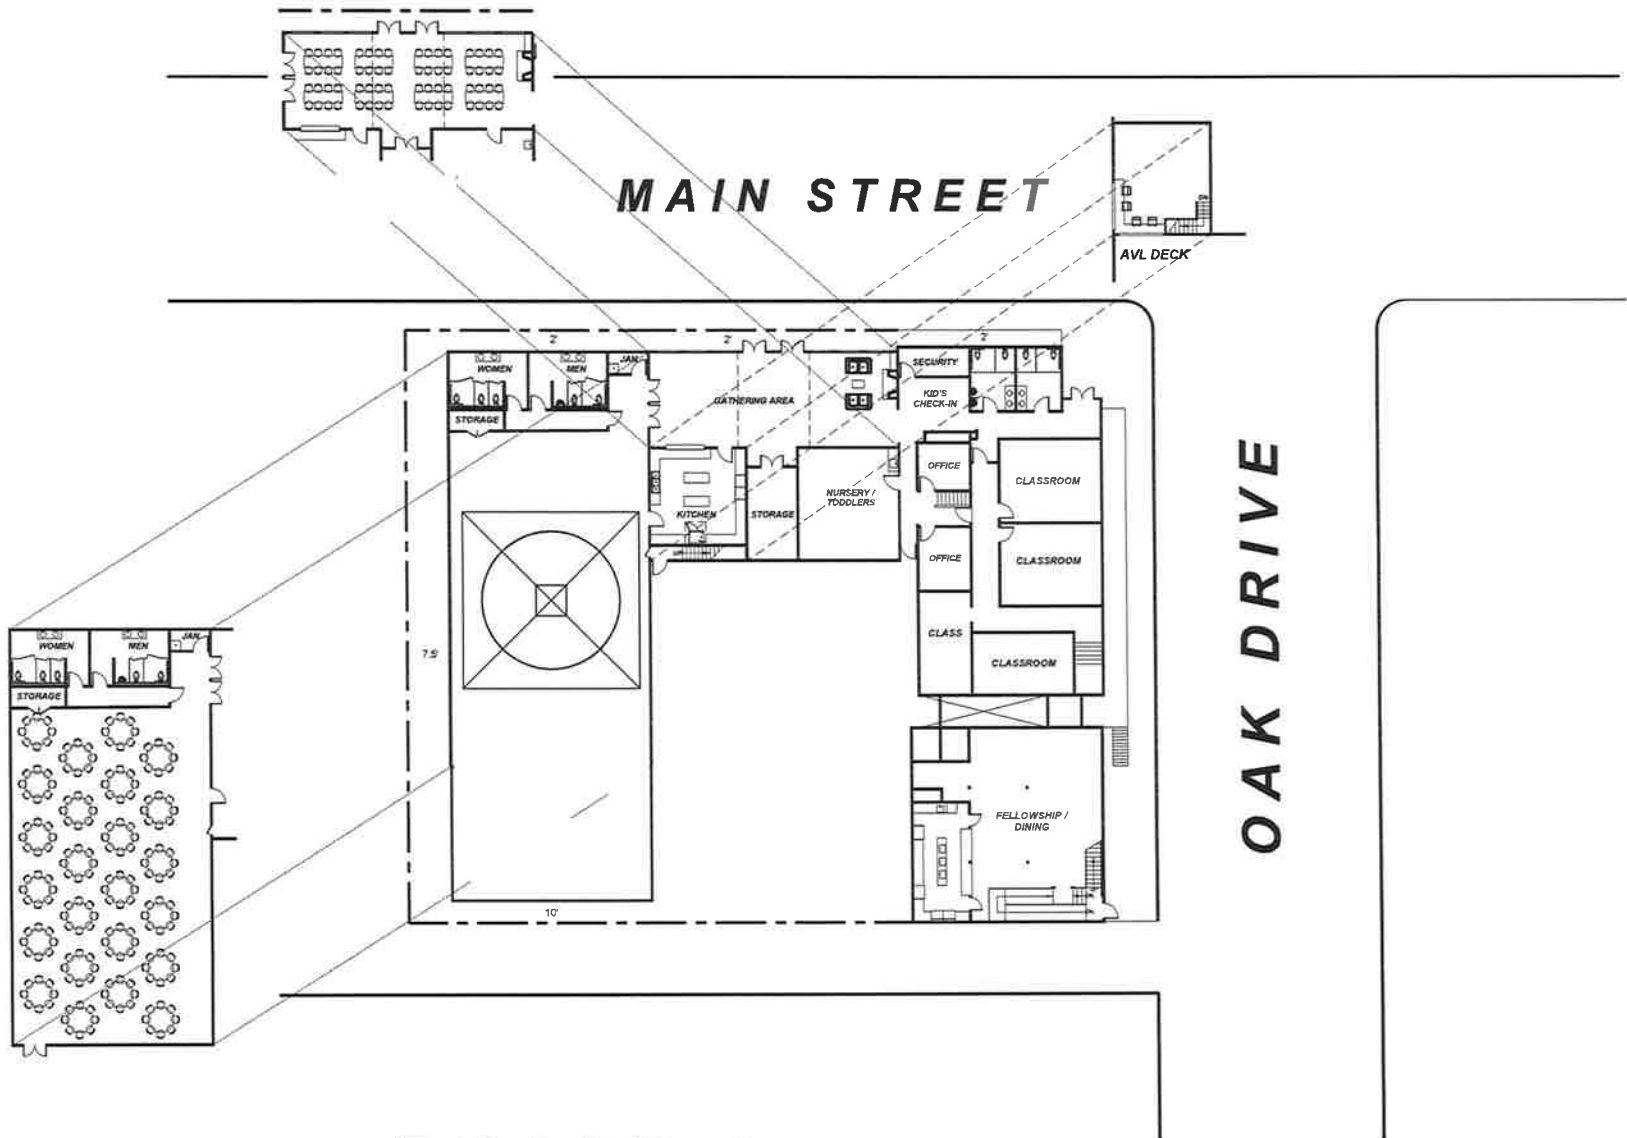 MAIN STREET
AVL DECK
2'
2'
2'
WOMEN
MEN
JAN.
GATHERING AREA
SECURITY
KID'S
CHECK-IN
STORAGE
OFFICE
CLASSROOM
NURSERY /
TODDLERS
KITCHEN
STORAGE
OFFICE
CLASSROOM
CLASS
CLASSROOM
7.5'
WOMEN
MEN
JAN.
STORAGE
FELLOWSHIP /
DINING
10'
OAK DRIVE